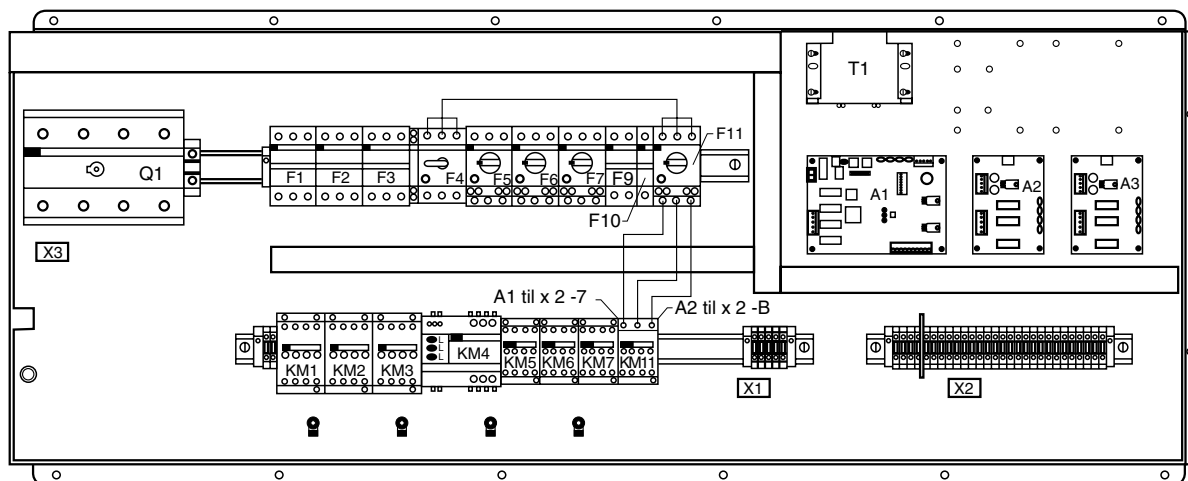 T1
F11
Q1
F1
F2
F3
F4
F5
F6
F7
F9
F10
A1
A2
A3
X3
A1 til x 2 -7
A2 til x 2 -B
L
L
L
KM1
KM2
KM3
KM4
KM5
KM6
KM7
KM11
X1
X2